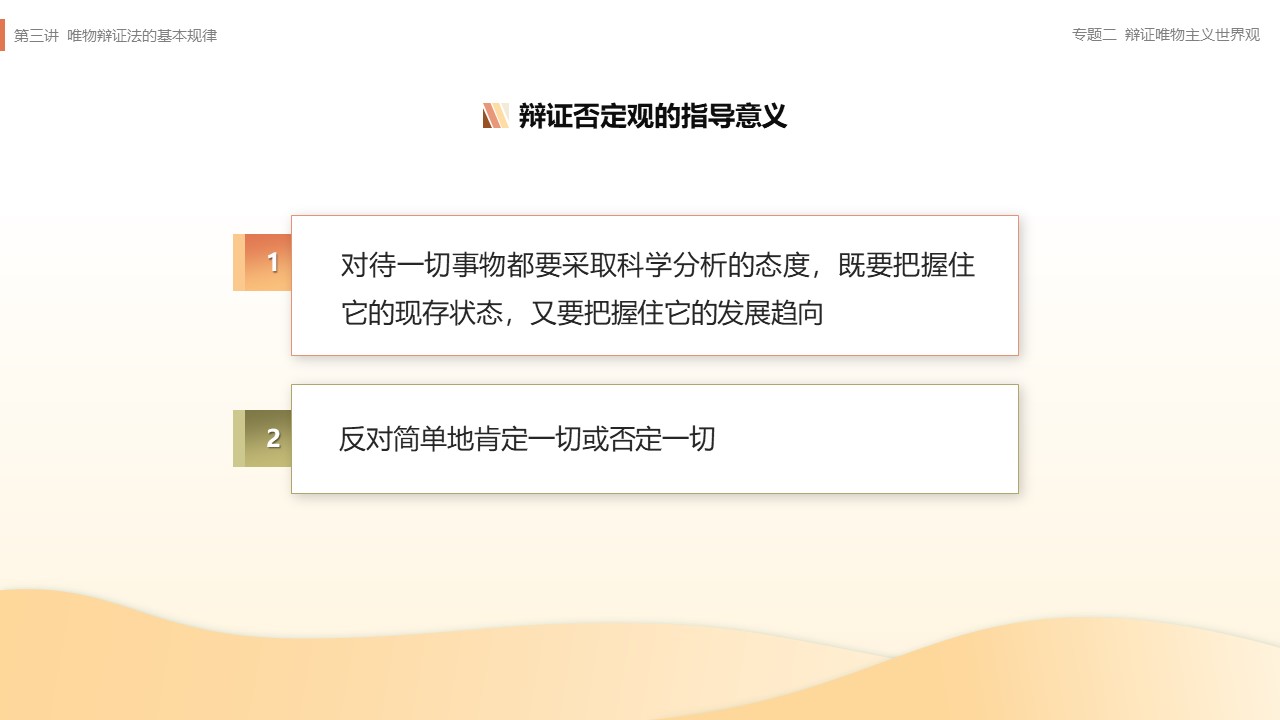 第三讲 唯物辩证法的基本规律
专题二 辩证唯物主义世界观
辩证否定观的指导意义
1
对待一切事物都要采取科学分析的态度，既要把握住
它的现存状态，又要把握住它的发展趋向
2
反对简单地肯定一切或否定一切